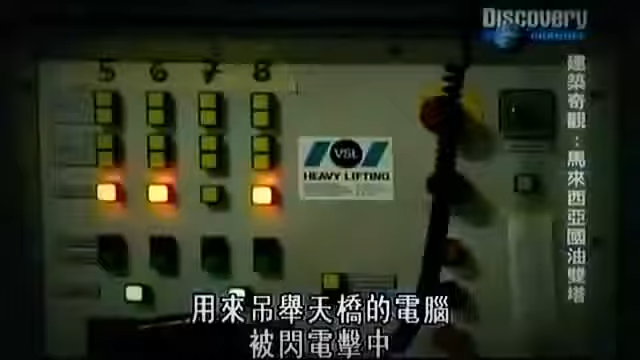 Discovery
CHANNEL
5 6 7 8
VSL
HEAVY LIFTING
建築奇觀：馬來西亞國油雙塔
用來吊舉天橋的電腦
被閃電擊中